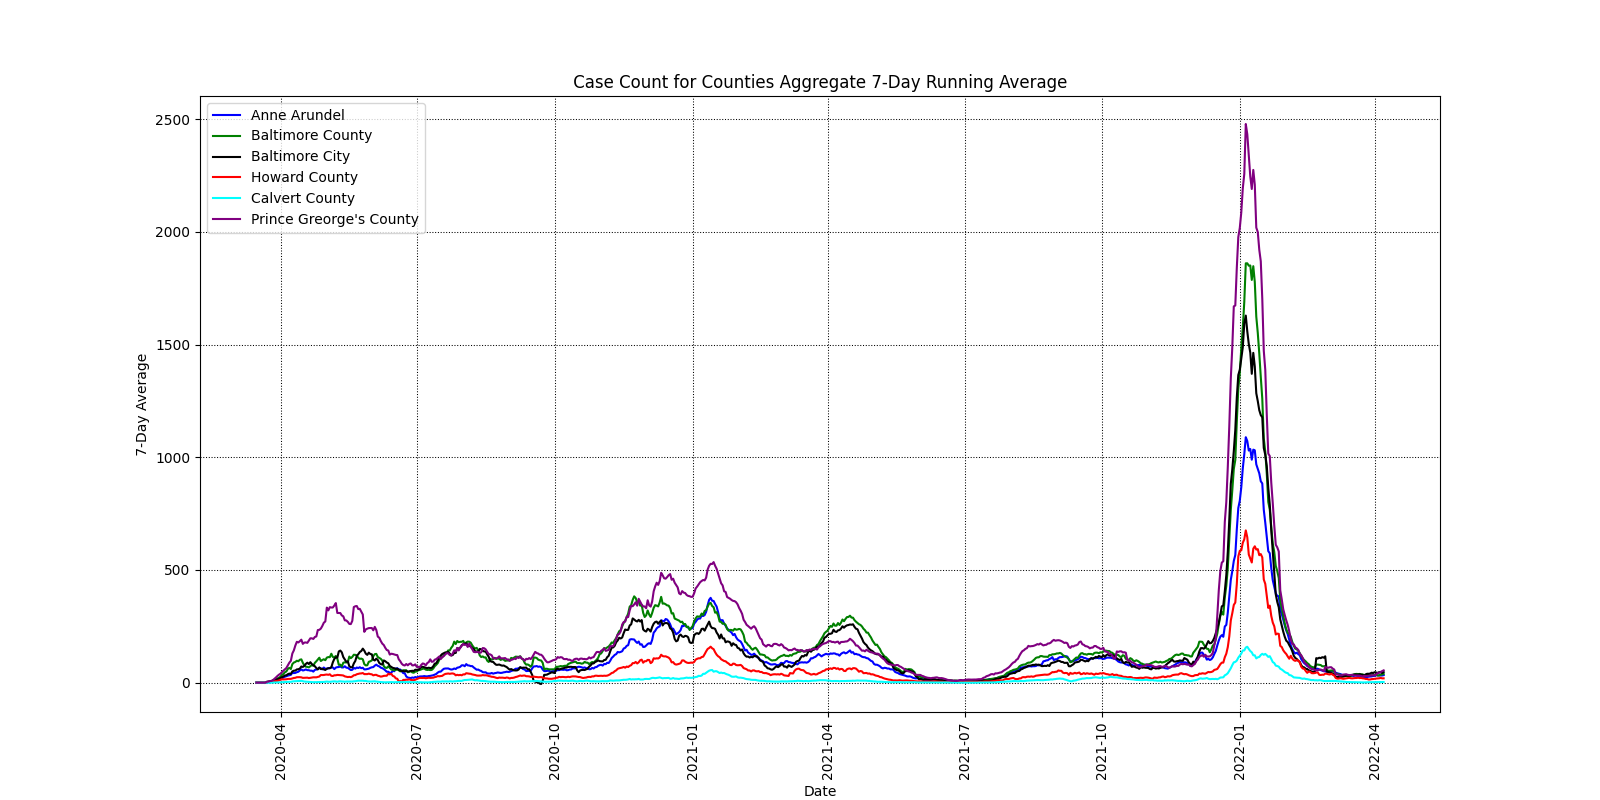 Case Count for Counties Aggregate 7-Day Running Average
Anne Arundel
Baltimore County
Baltimore City
Howard County
Calvert County
Prince Greorge's County
2500
2000
1500
1000
500
0
7-Day Average
2020-04
2020-07
2020-10
2021-01
2021-04
2021-07
2021-10
2022-01
2022-04
Date